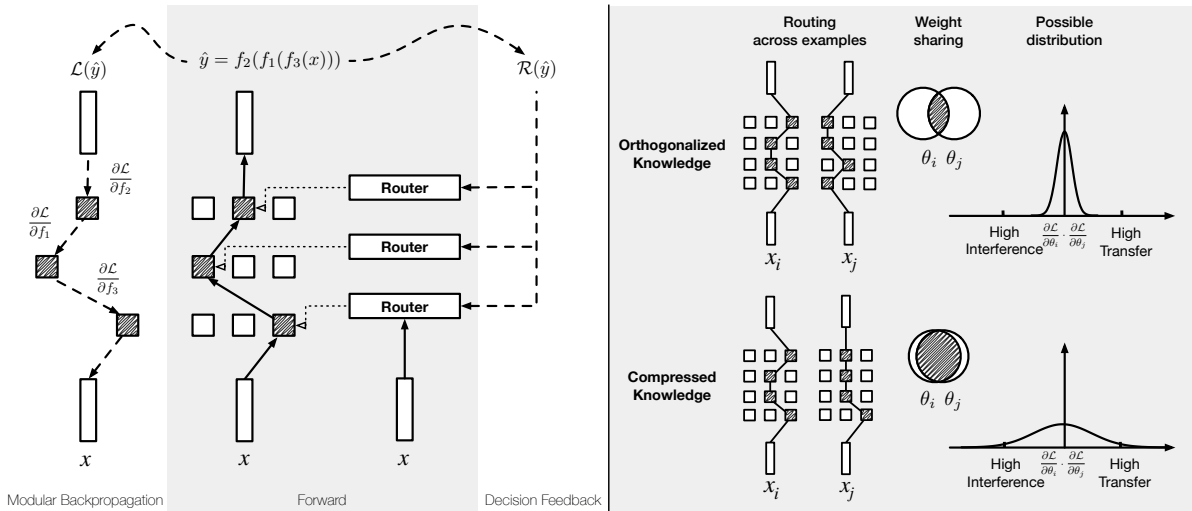 ŷ = f₂(f₁(f₃(x)))
ℒ(ŷ)
ℛ(ŷ)
∂ℒ/∂f₂
∂ℒ/∂f₁
∂ℒ/∂f₃
Router
Router
Router
x
x
x
Modular Backpropagation
Forward
Decision Feedback
Routing
across examples
Weight
sharing
Possible
distribution
Orthogonalized
Knowledge
θᵢ θⱼ
xᵢ
xⱼ
High
Interference
∂ℒ/∂θᵢ · ∂ℒ/∂θⱼ
High
Transfer
Compressed
Knowledge
θᵢ θⱼ
xᵢ
xⱼ
High
Interference
∂ℒ/∂θᵢ · ∂ℒ/∂θⱼ
High
Transfer